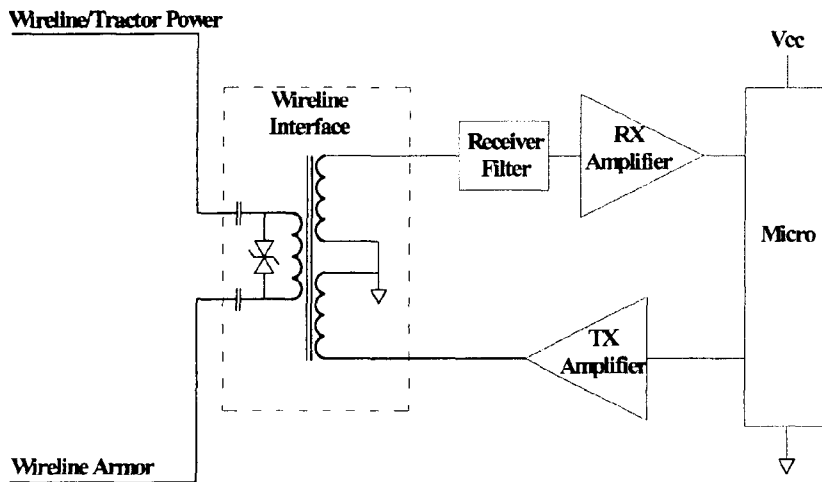 Wireline/Tractor Power
Vcc
Wireline
Interface
Receiver
Filter
RX
Amplifier
Micro
TX
Amplifier
Wireline Armor